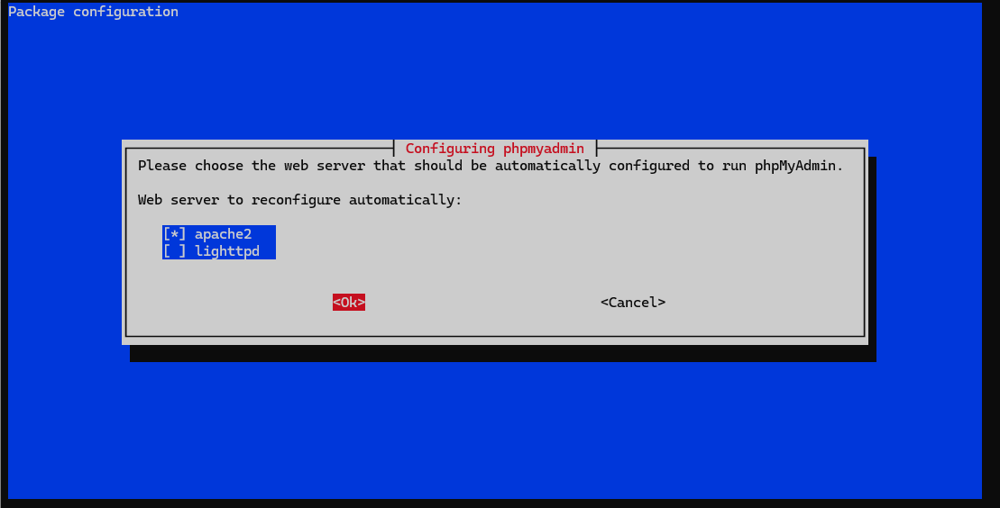 Package configuration
Configuring phpmyadmin
Please choose the web server that should be automatically configured to run phpMyAdmin.
Web server to reconfigure automatically:
[*] apache2
[ ] lighttpd
<Ok> <Cancel>